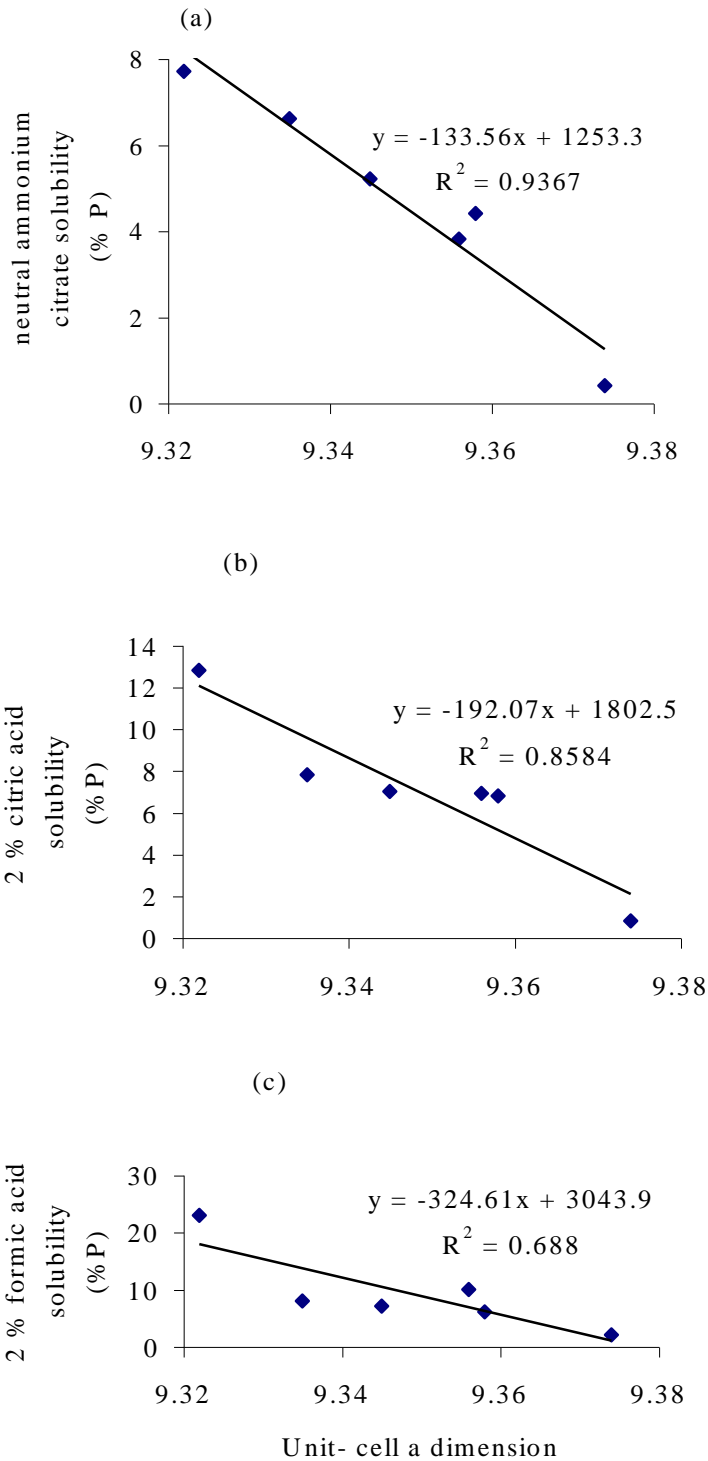 (a)
neutral ammonium
citrate solubility
(% P)
8
6
4
2
0
y = -133.56x + 1253.3
R² = 0.9367
9.32 9.34 9.36 9.38
(b)
2 % citric acid
solubility
(%P)
14
12
10
8
6
4
2
0
y = -192.07x + 1802.5
R² = 0.8584
9.32 9.34 9.36 9.38
(c)
2 % formic acid
solubility
(%P)
30
20
10
0
y = -324.61x + 3043.9
R² = 0.688
9.32 9.34 9.36 9.38
Unit- cell a dimension